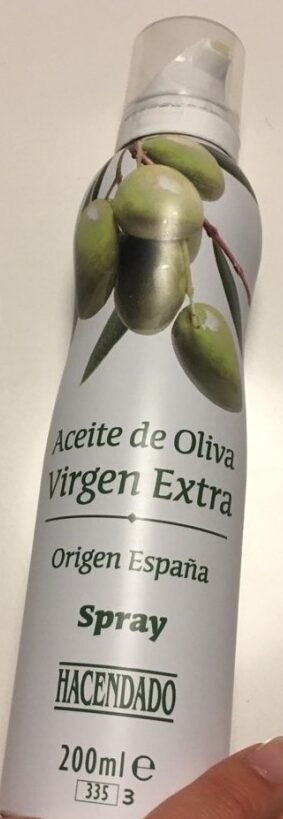 Aceite de Oliva
Virgen Extra
Origen España
Spray
HACENDADO
200ml e
335 3